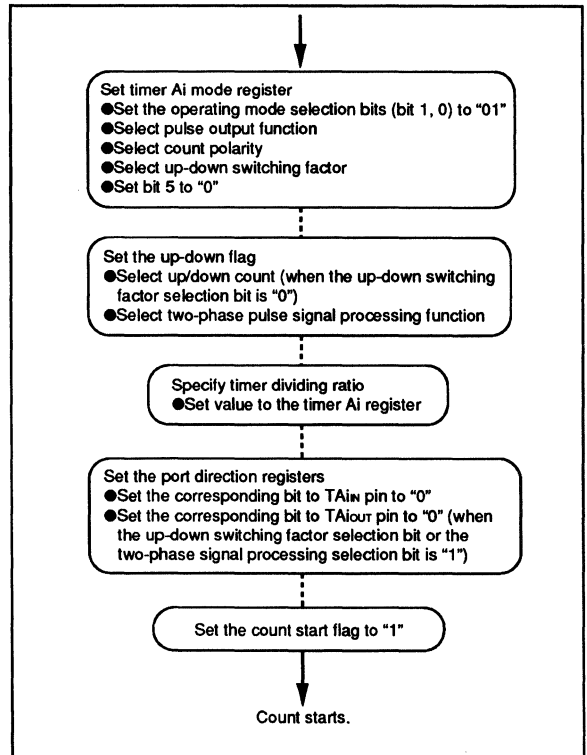 Set timer Ai mode register
●Set the operating mode selection bits (bit 1, 0) to “01”
●Select pulse output function
●Select count polarity
●Select up-down switching factor
●Set bit 5 to “0”
Set the up-down flag
●Select up/down count (when the up-down switching
factor selection bit is “0”)
●Select two-phase pulse signal processing function
Specify timer dividing ratio
●Set value to the timer Ai register
Set the port direction registers
●Set the corresponding bit to TAiIN pin to “0”
●Set the corresponding bit to TAiOUT pin to “0” (when
the up-down switching factor selection bit or the
two-phase signal processing selection bit is “1”)
Set the count start flag to “1”
Count starts.